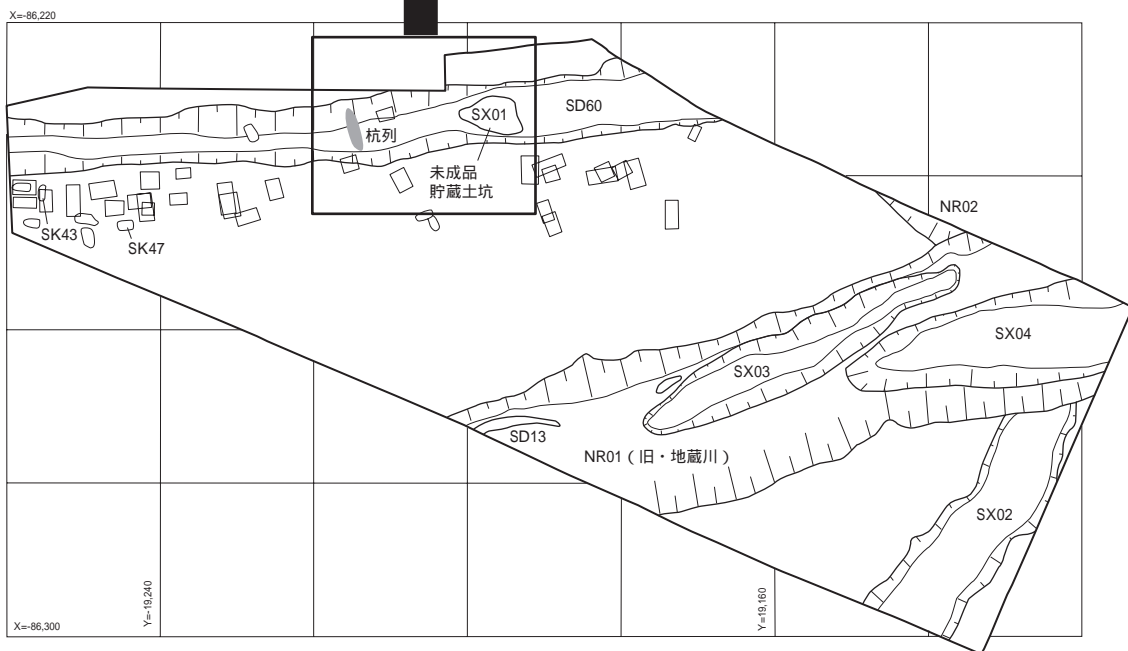 X=-86,220
SX01
SD60
杭列
未成品
貯蔵土坑
NR02
SK43
SK47
SX04
SX03
SD13
NR01（旧・地蔵川）
SX02
Y=-19,240
Y=19,160
X=-86,300